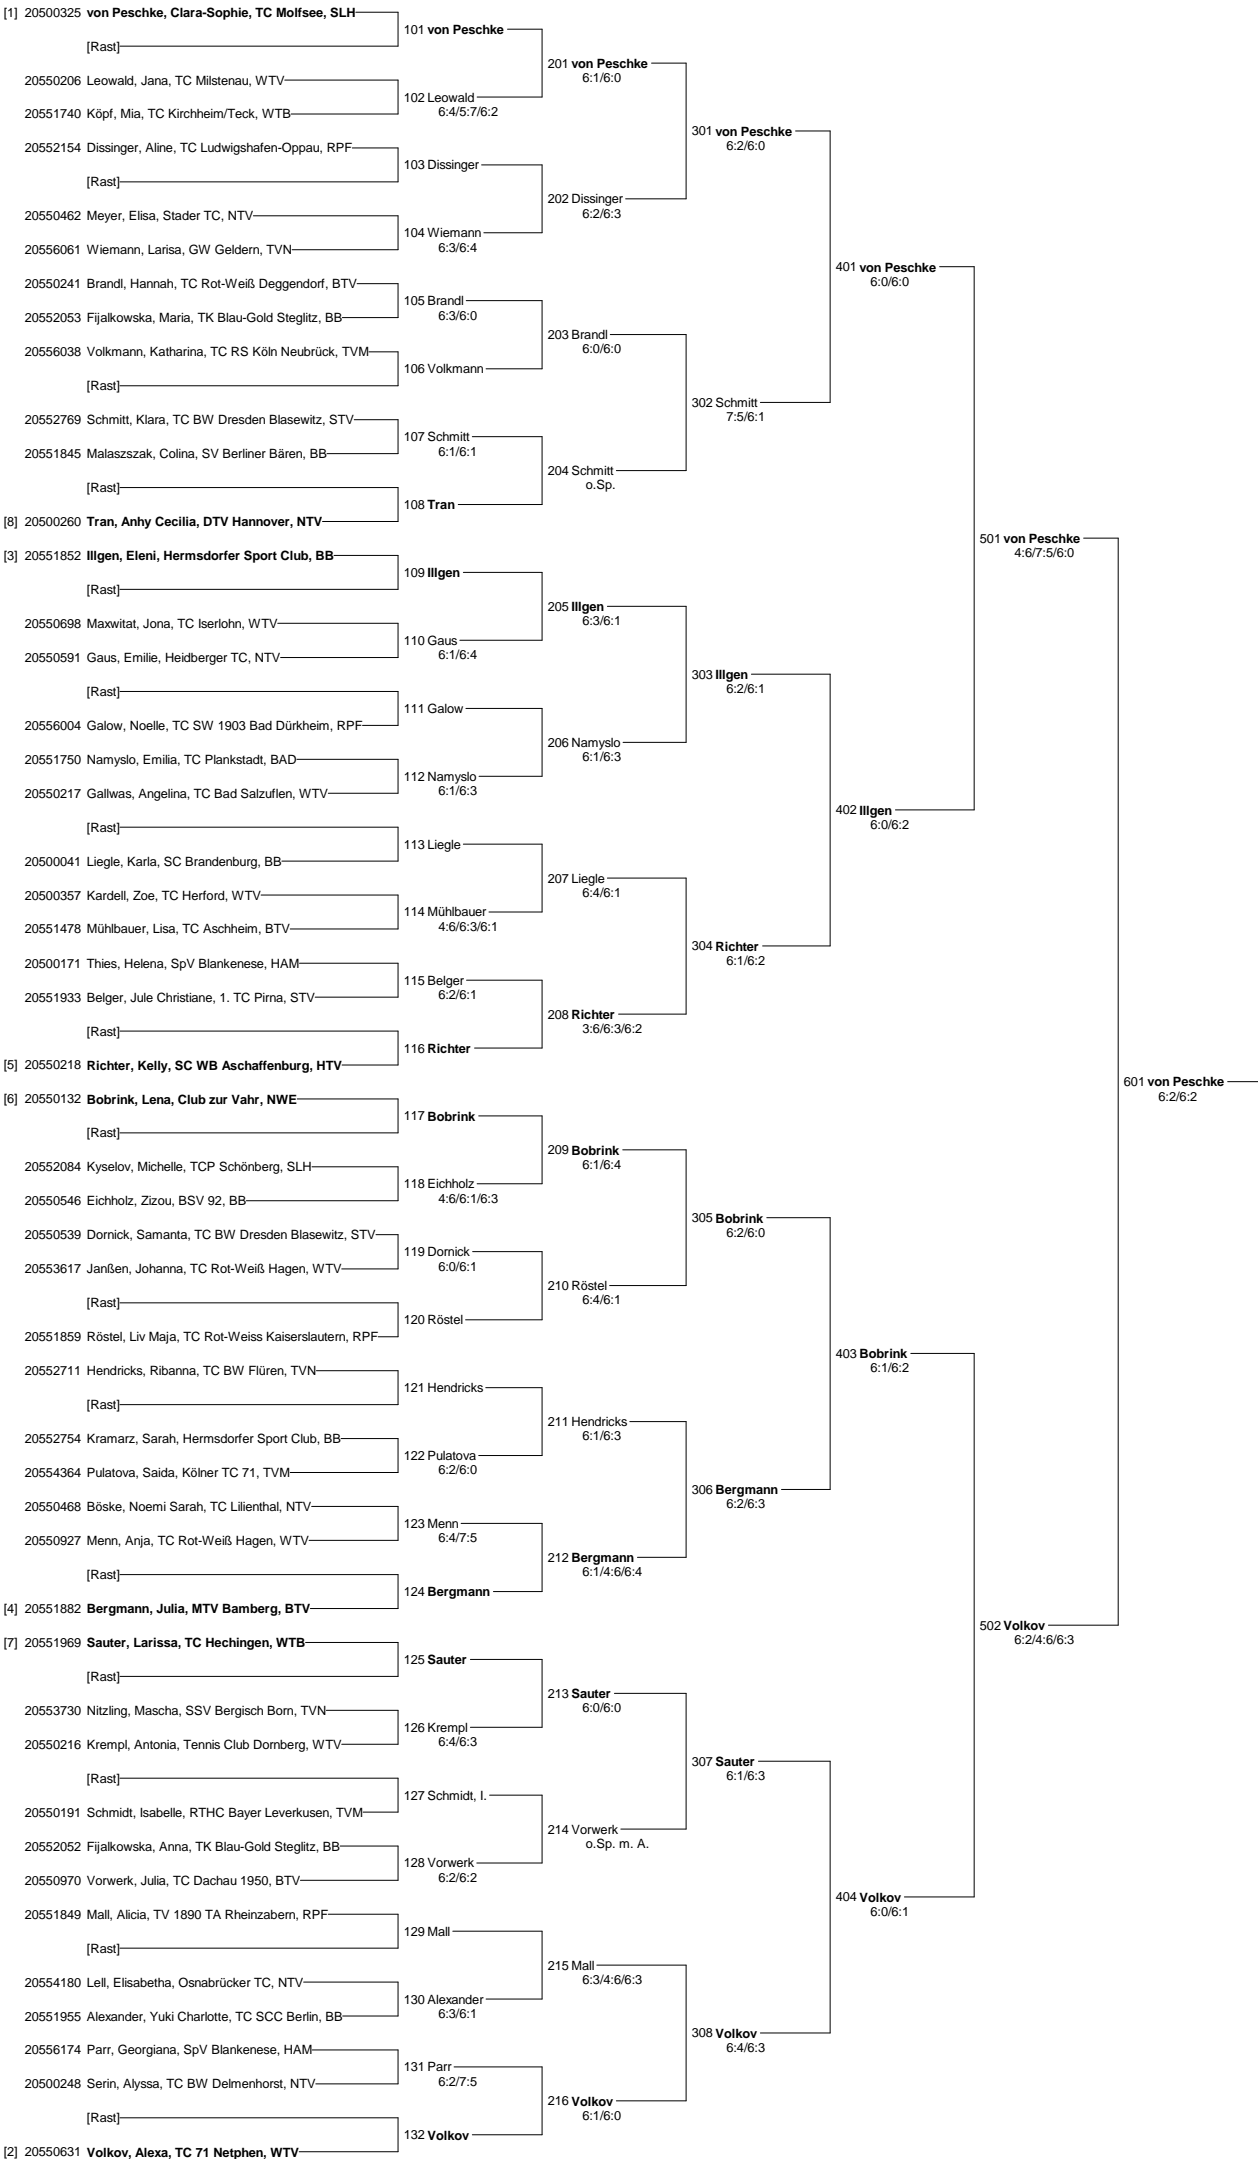 [1] 20500325 von Peschke, Clara-Sophie, TC Molfsee, SLH
101 von Peschke
[Rast]
201 von Peschke
6:1/6:0
20550206 Leowald, Jana, TC Milstenau, WTV
102 Leowald
6:4/5:7/6:2
20551740 Köpf, Mia, TC Kirchheim/Teck, WTB
301 von Peschke
6:2/6:0
20552154 Dissinger, Aline, TC Ludwigshafen-Oppau, RPF
103 Dissinger
[Rast]
202 Dissinger
6:2/6:3
20550462 Meyer, Elisa, Stader TC, NTV
104 Wiemann
6:3/6:4
20556061 Wiemann, Larisa, GW Geldern, TVN
401 von Peschke
6:0/6:0
20550241 Brandl, Hannah, TC Rot-Weiß Deggendorf, BTV
105 Brandl
6:3/6:0
20552053 Fijalkowska, Maria, TK Blau-Gold Steglitz, BB
203 Brandl
6:0/6:0
20556038 Volkmann, Katharina, TC RS Köln Neubrück, TVM
106 Volkmann
[Rast]
302 Schmitt
7:5/6:1
20552769 Schmitt, Klara, TC BW Dresden Blasewitz, STV
107 Schmitt
6:1/6:1
20551845 Malaszszak, Colina, SV Berliner Bären, BB
204 Schmitt
o.Sp.
[Rast]
108 Tran
[8] 20500260 Tran, Anhy Cecilia, DTV Hannover, NTV
501 von Peschke
4:6/7:5/6:0
[3] 20551852 Illgen, Eleni, Hermsdorfer Sport Club, BB
109 Illgen
[Rast]
205 Illgen
6:3/6:1
20550698 Maxwitat, Jona, TC Iserlohn, WTV
110 Gaus
6:1/6:4
20550591 Gaus, Emilie, Heidberger TC, NTV
303 Illgen
6:2/6:1
[Rast]
111 Galow
20556004 Galow, Noelle, TC SW 1903 Bad Dürkheim, RPF
206 Namyslo
6:1/6:3
20551750 Namyslo, Emilia, TC Plankstadt, BAD
112 Namyslo
6:1/6:3
20550217 Gallwas, Angelina, TC Bad Salzuflen, WTV
402 Illgen
6:0/6:2
[Rast]
113 Liegle
20500041 Liegle, Karla, SC Brandenburg, BB
207 Liegle
6:4/6:1
20500357 Kardell, Zoe, TC Herford, WTV
114 Mühlbauer
4:6/6:3/6:1
20551478 Mühlbauer, Lisa, TC Aschheim, BTV
304 Richter
6:1/6:2
20500171 Thies, Helena, SpV Blankenese, HAM
115 Belger
6:2/6:1
20551933 Belger, Jule Christiane, 1. TC Pirna, STV
208 Richter
3:6/6:3/6:2
[Rast]
116 Richter
[5] 20550218 Richter, Kelly, SC WB Aschaffenburg, HTV
601 von Peschke
6:2/6:2
[6] 20550132 Bobrink, Lena, Club zur Vahr, NWE
117 Bobrink
[Rast]
209 Bobrink
6:1/6:4
20552084 Kyselov, Michelle, TCP Schönberg, SLH
118 Eichholz
4:6/6:1/6:3
20550546 Eichholz, Zizou, BSV 92, BB
305 Bobrink
6:2/6:0
20550539 Dornick, Samanta, TC BW Dresden Blasewitz, STV
119 Dornick
6:0/6:1
20553617 Janßen, Johanna, TC Rot-Weiß Hagen, WTV
210 Röstel
6:4/6:1
[Rast]
120 Röstel
20551859 Röstel, Liv Maja, TC Rot-Weiss Kaiserslautern, RPF
403 Bobrink
6:1/6:2
20552711 Hendricks, Ribanna, TC BW Flüren, TVN
121 Hendricks
[Rast]
211 Hendricks
6:1/6:3
20552754 Kramarz, Sarah, Hermsdorfer Sport Club, BB
122 Pulatova
6:2/6:0
20554364 Pulatova, Saida, Kölner TC 71, TVM
306 Bergmann
6:2/6:3
20550468 Böske, Noemi Sarah, TC Lilienthal, NTV
123 Menn
6:4/7:5
20550927 Menn, Anja, TC Rot-Weiß Hagen, WTV
212 Bergmann
6:1/4:6/6:4
[Rast]
124 Bergmann
[4] 20551882 Bergmann, Julia, MTV Bamberg, BTV
502 Volkov
6:2/4:6/6:3
[7] 20551969 Sauter, Larissa, TC Hechingen, WTB
125 Sauter
[Rast]
213 Sauter
6:0/6:0
20553730 Nitzling, Mascha, SSV Bergisch Born, TVN
126 Krempl
6:4/6:3
20550216 Krempl, Antonia, Tennis Club Dornberg, WTV
307 Sauter
6:1/6:3
[Rast]
127 Schmidt, I.
20550191 Schmidt, Isabelle, RTHC Bayer Leverkusen, TVM
214 Vorwerk
o.Sp. m. A.
20552052 Fijalkowska, Anna, TK Blau-Gold Steglitz, BB
128 Vorwerk
6:2/6:2
20550970 Vorwerk, Julia, TC Dachau 1950, BTV
404 Volkov
6:0/6:1
20551849 Mall, Alicia, TV 1890 TA Rheinzabern, RPF
129 Mall
[Rast]
215 Mall
6:3/4:6/6:3
20554180 Lell, Elisabetha, Osnabrücker TC, NTV
130 Alexander
6:3/6:1
20551955 Alexander, Yuki Charlotte, TC SCC Berlin, BB
308 Volkov
6:4/6:3
20556174 Parr, Georgiana, SpV Blankenese, HAM
131 Parr
6:2/7:5
20500248 Serin, Alyssa, TC BW Delmenhorst, NTV
216 Volkov
6:1/6:0
[Rast]
132 Volkov
[2] 20550631 Volkov, Alexa, TC 71 Netphen, WTV